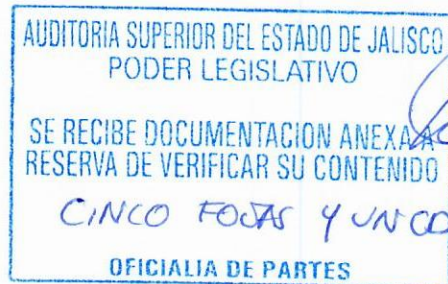 AUDITORIA SUPERIOR DEL ESTADO DE JALISCO
PODER LEGISLATIVO
SE RECIBE DOCUMENTACION ANEXA A
RESERVA DE VERIFICAR SU CONTENIDO
CINCO FOJAS Y UN CD
OFICIALIA DE PARTES